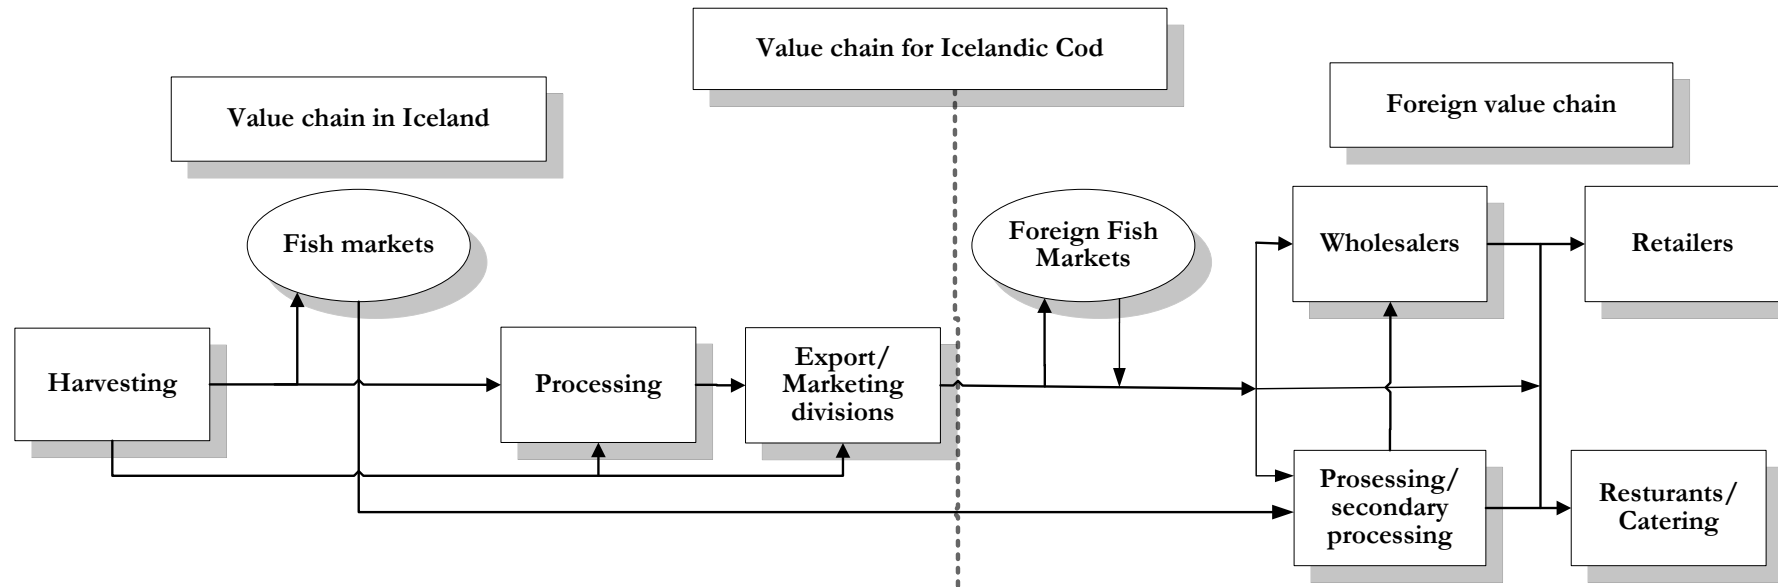 Value chain for Icelandic Cod
Value chain in Iceland
Foreign value chain
Fish markets
Foreign Fish
Markets
Wholesalers
Retailers
Harvesting
Processing
Export/
Marketing
divisions
Prosessing/
secondary
processing
Resturants/
Catering